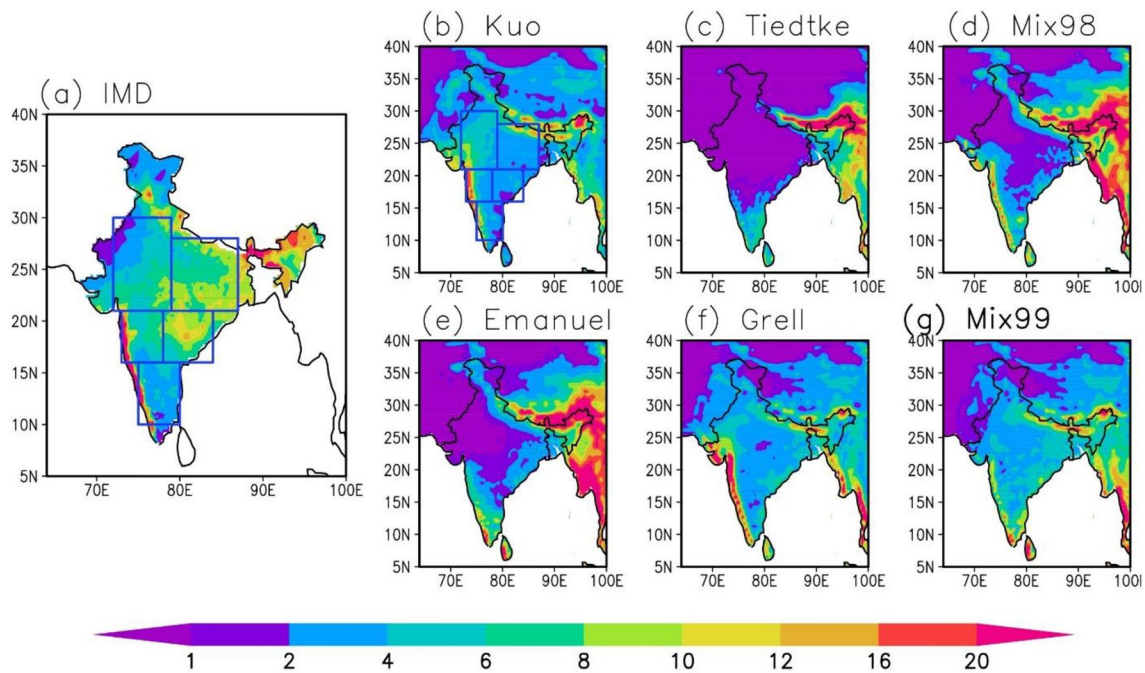 (a) IMD
40N
35N
30N
25N
20N
15N
10N
5N
70E 80E 90E 100E
(b) Kuo
40N
35N
30N
25N
20N
15N
10N
5N
70E 80E 90E 100E
(c) Tiedtke
40N
35N
30N
25N
20N
15N
10N
5N
70E 80E 90E 100E
(d) Mix98
40N
35N
30N
25N
20N
15N
10N
5N
70E 80E 90E 100E
(e) Emanuel
40N
35N
30N
25N
20N
15N
10N
5N
70E 80E 90E 100E
(f) Grell
40N
35N
30N
25N
20N
15N
10N
5N
70E 80E 90E 100E
(g) Mix99
40N
35N
30N
25N
20N
15N
10N
5N
70E 80E 90E 100E
1 2 4 6 8 10 12 16 20